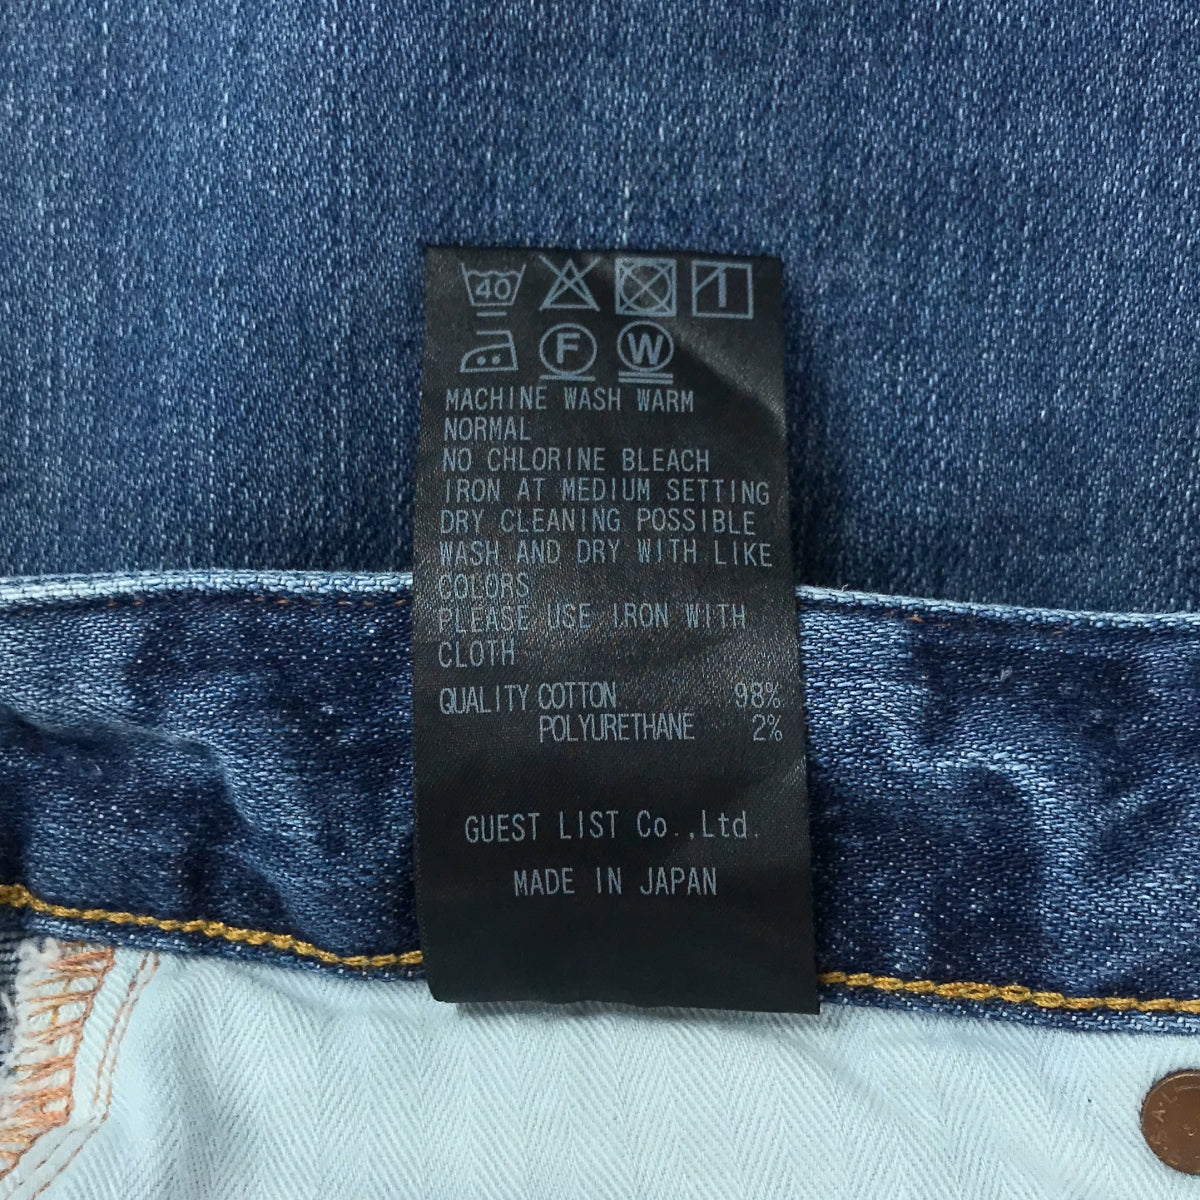 40
F W
MACHINE WASH WARM
NORMAL
NO CHLORINE BLEACH
IRON AT MEDIUM SETTING
DRY CLEANING POSSIBLE
WASH AND DRY WITH LIKE
COLORS
PLEASE USE IRON WITH
CLOTH
QUALITY COTTON 98%
POLYURETHANE 2%
GUEST LIST Co.,Ltd.
MADE IN JAPAN